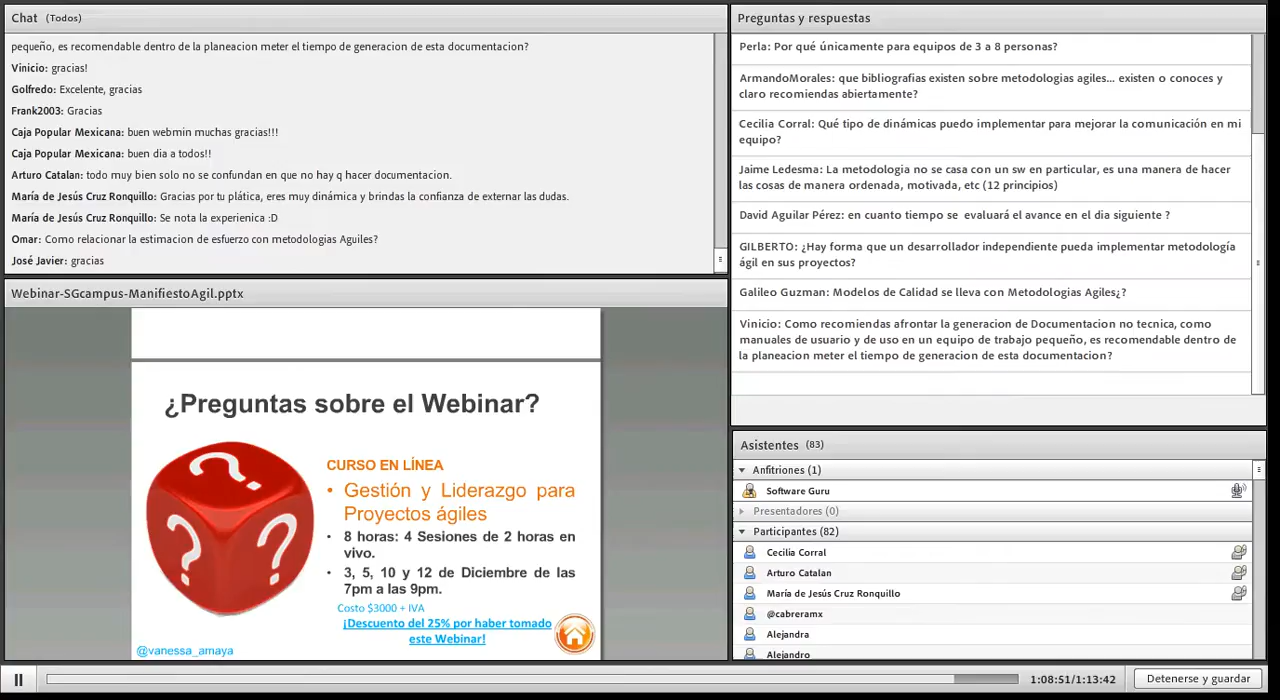 Chat (Todos)
pequeño, es recomendable dentro de la planeacion meter el tiempo de generacion de esta documentacion?
Vinicio: gracias!
Golfredo: Excelente, gracias
Frank2003: Gracias
Caja Popular Mexicana: buen webmin muchas gracias!!!
Caja Popular Mexicana: buen dia a todos!!
Arturo Catalan: todo muy bien solo no se confundan en que no hay q hacer documentacion.
María de Jesús Cruz Ronquillo: Gracias por tu plática, eres muy dinámica y brindas la confianza de externar las dudas.
María de Jesús Cruz Ronquillo: Se nota la experienica :D
Omar: Como relacionar la estimacion de esfuerzo con metodologias Aguiles?
José Javier: gracias
Webinar-SGcampus-ManifiestoAgil.pptx
¿Preguntas sobre el Webinar?
CURSO EN LÍNEA
• Gestión y Liderazgo para
Proyectos ágiles
• 8 horas: 4 Sesiones de 2 horas en
vivo.
• 3, 5, 10 y 12 de Diciembre de las
7pm a las 9pm.
Costo $3000 + IVA
¡Descuento del 25% por haber tomado
este Webinar!
@vanessa_amaya
Preguntas y respuestas
Perla: Por qué únicamente para equipos de 3 a 8 personas?
ArmandoMorales: que bibliografias existen sobre metodologias agiles... existen o conoces y
claro recomiendas abiertamente?
Cecilia Corral: Qué tipo de dinámicas puedo implementar para mejorar la comunicación en mi
equipo?
Jaime Ledesma: La metodologia no se casa con un sw en particular, es una manera de hacer
las cosas de manera ordenada, motivada, etc (12 principios)
David Aguilar Pérez: en cuanto tiempo se evaluará el avance en el dia siguiente ?
GILBERTO: ¿Hay forma que un desarrollador independiente pueda implementar metodología
ágil en sus proyectos?
Galileo Guzman: Modelos de Calidad se lleva con Metodologias Agiles¿?
Vinicio: Como recomiendas afrontar la generacion de Documentacion no tecnica, como
manuales de usuario y de uso en un equipo de trabajo pequeño, es recomendable dentro de
la planeacion meter el tiempo de generacion de esta documentacion?
Asistentes (83)
Anfitriones (1)
Software Guru
Presentadores (0)
Participantes (82)
Cecilia Corral
Arturo Catalan
María de Jesús Cruz Ronquillo
@cabreramx
Alejandra
Alejandro
1:08:51/1:13:42
Detenerse y guardar